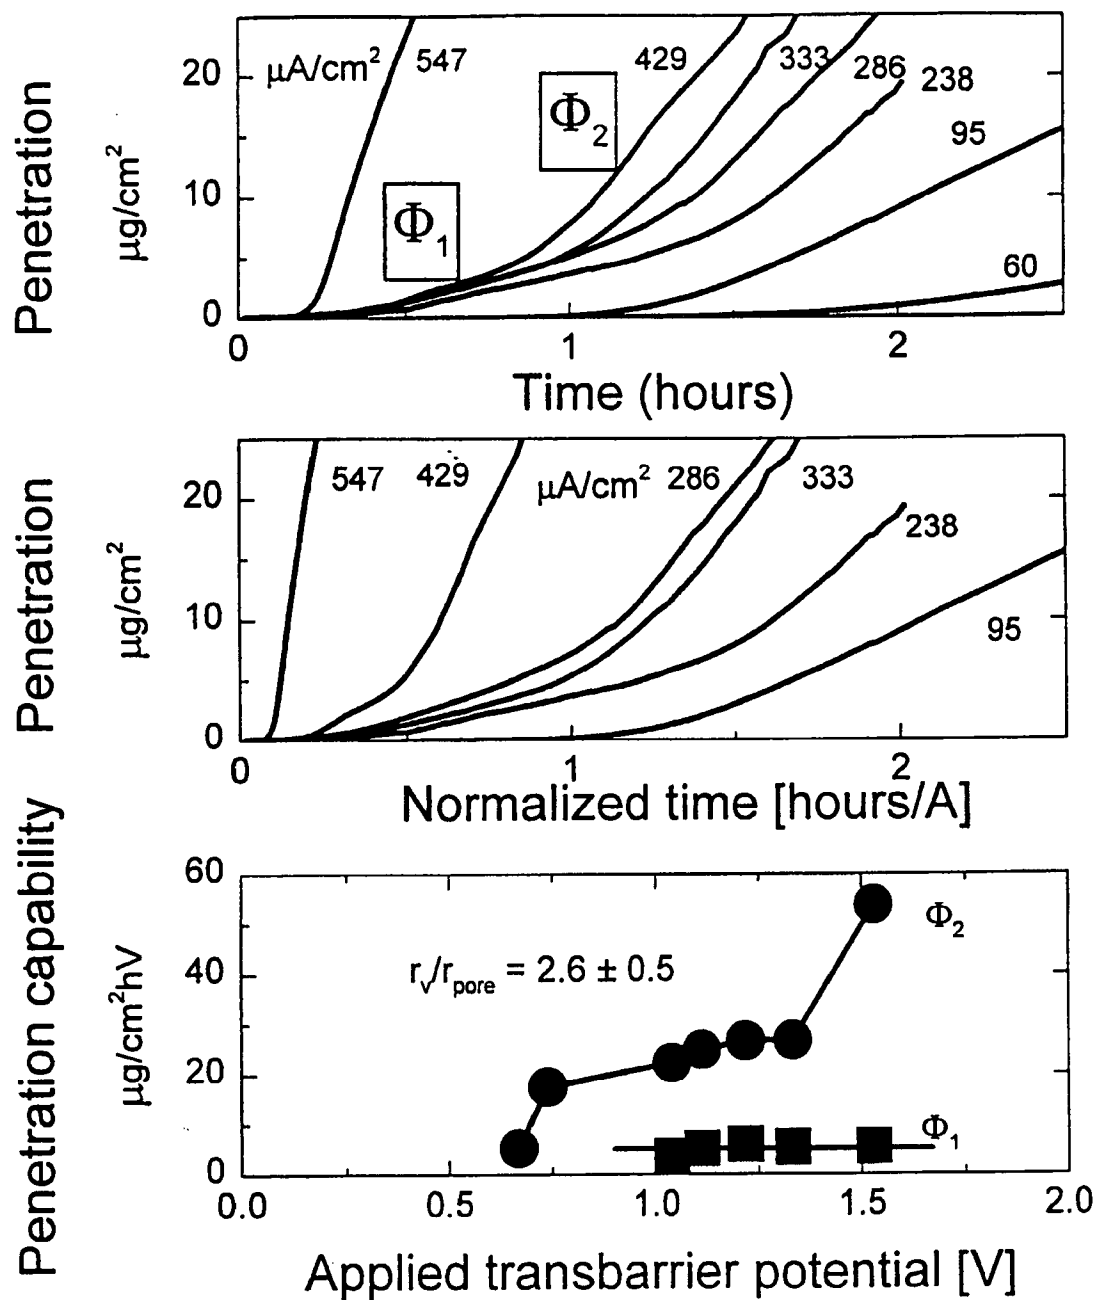 Penetration
μg/cm²
20
10
0
μA/cm²
547
Φ₁
Φ₂
429
333
286
238
95
60
0 1 2
Time (hours)
Penetration
μg/cm²
20
10
0
547 429 μA/cm² 286 333
238
95
0 1 2
Normalized time [hours/A]
Penetration capability
μg/cm²hV
60
40
20
0
r_v/r_pore = 2.6 ± 0.5
Φ₂
Φ₁
0.0 0.5 1.0 1.5 2.0
Applied transbarrier potential [V]